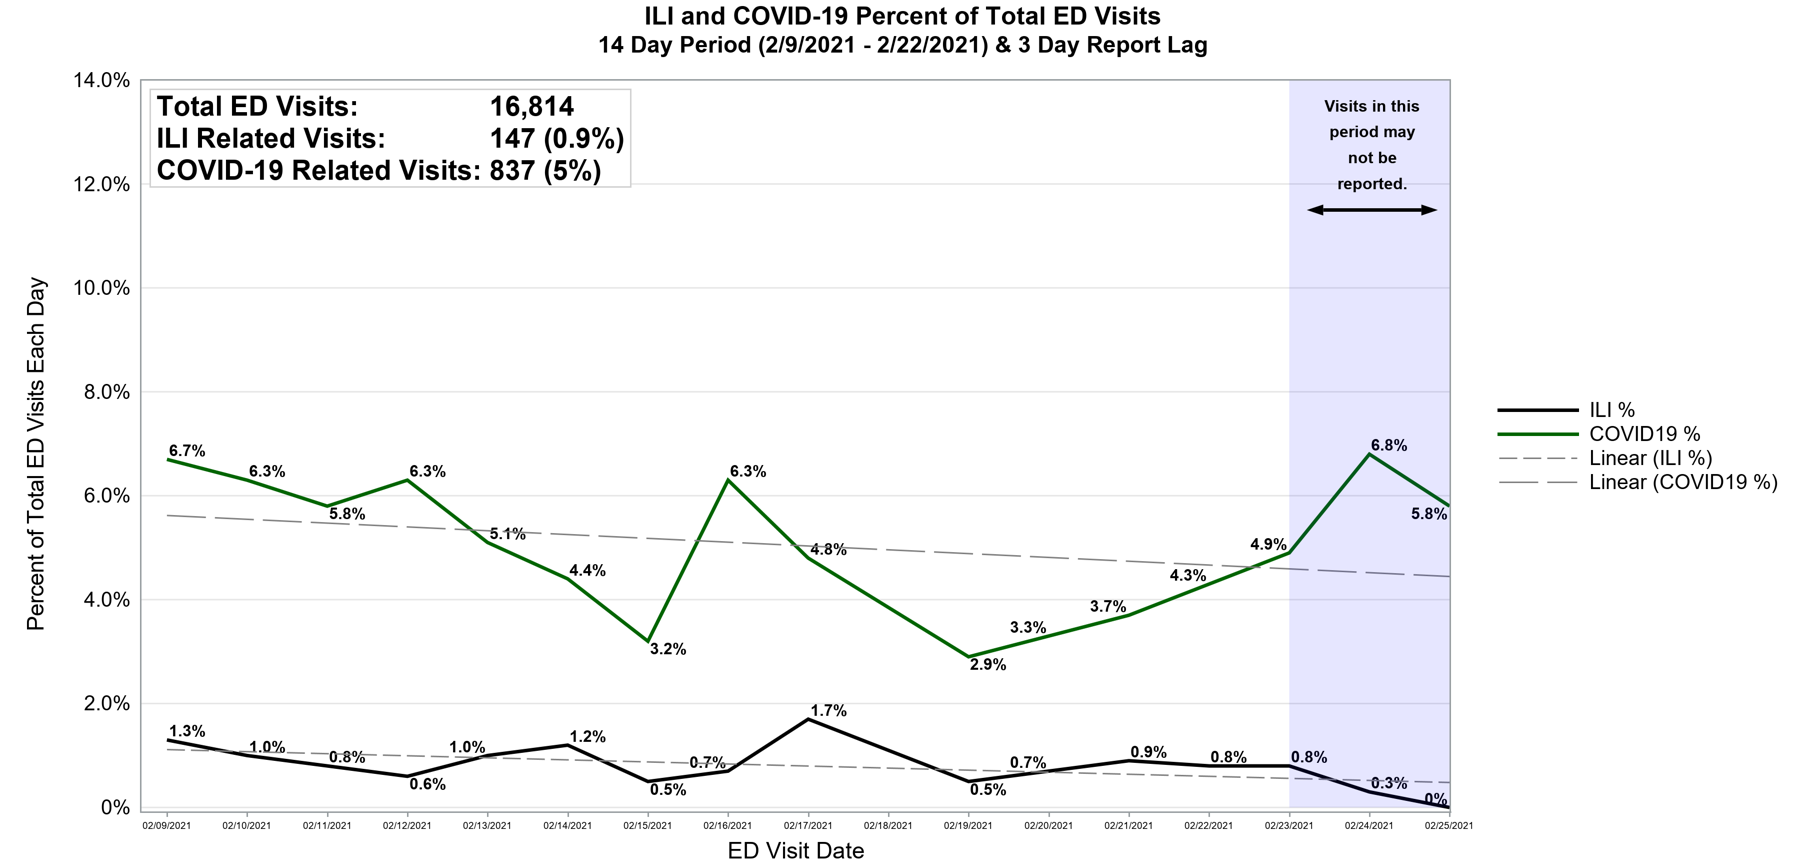 ILI and COVID-19 Percent of Total ED Visits
14 Day Period (2/9/2021 - 2/22/2021) & 3 Day Report Lag
Percent of Total ED Visits Each Day
14.0%
12.0%
10.0%
8.0%
6.0%
4.0%
2.0%
0%
Total ED Visits: 16,814
ILI Related Visits: 147 (0.9%)
COVID-19 Related Visits: 837 (5%)
Visits in this
period may
not be
reported.
6.7%
6.3%
5.8%
6.3%
5.1%
4.4%
3.2%
6.3%
4.8%
2.9%
3.3%
3.7%
4.3%
4.9%
6.8%
5.8%
1.3%
1.0%
0.8%
0.6%
1.0%
1.2%
0.5%
0.7%
1.7%
0.5%
0.7%
0.9%
0.8%
0.8%
0.3%
0%
02/09/2021 02/10/2021 02/11/2021 02/12/2021 02/13/2021 02/14/2021 02/15/2021 02/16/2021 02/17/2021 02/18/2021 02/19/2021 02/20/2021 02/21/2021 02/22/2021 02/23/2021 02/24/2021 02/25/2021
ED Visit Date
ILI %
COVID19 %
Linear (ILI %)
Linear (COVID19 %)